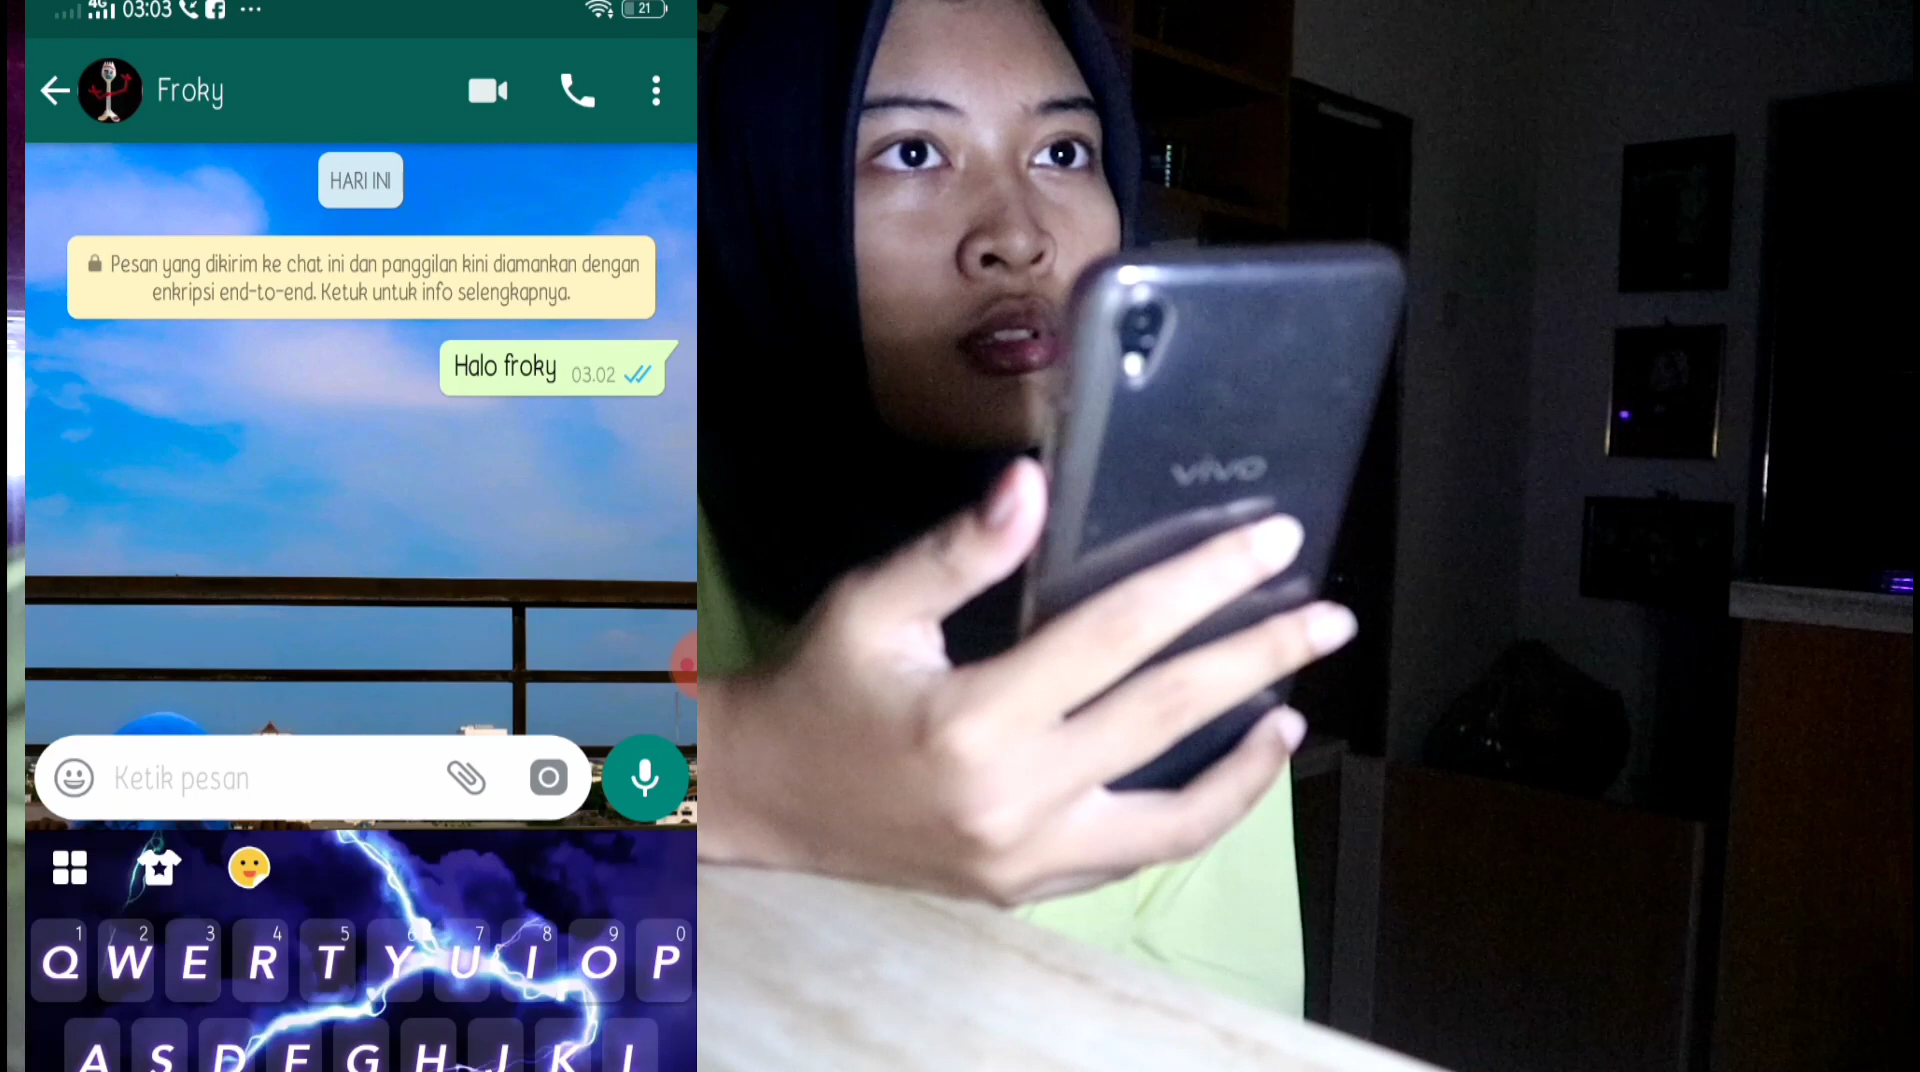 4G 03:03 21
Froky
HARI INI
Pesan yang dikirim ke chat ini dan panggilan kini diamankan dengan
enkripsi end-to-end. Ketuk untuk info selengkapnya.
Halo froky 03.02
Ketik pesan
1 2 3 4 5 6 7 8 9 0
Q W E R T Y U I O P
A S D F G H J K L
vivo